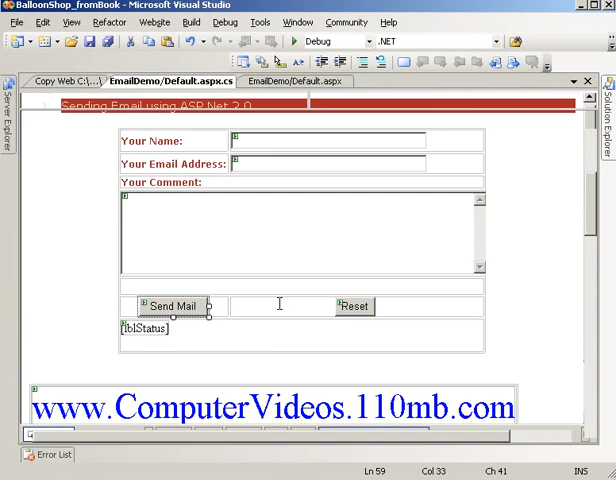 BalloonShop_fromBook - Microsoft Visual Studio
File Edit View Refactor Website Build Debug Tools Window Community Help
Debug .NET
Copy Web C:\...\ EmailDemo/Default.aspx.cs EmailDemo/Default.aspx
Server Explorer
Solution Explorer
Sending Email using ASP.Net 2.0
Your Name:
Your Email Address:
Your Comment:
Send Mail Reset
[lblStatus]
www.ComputerVideos.110mb.com
Error List
Ln 59 Col 33 Ch 41 INS